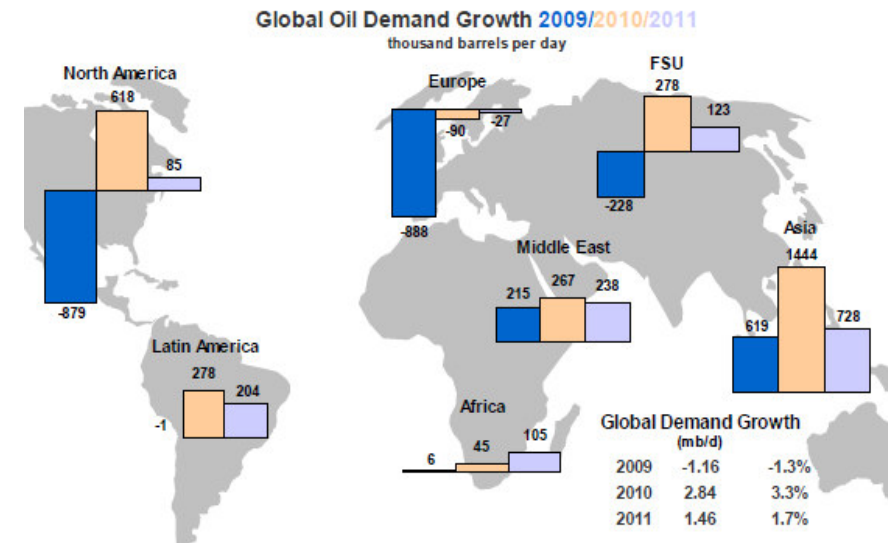 Global Oil Demand Growth 2009/2010/2011
thousand barrels per day
North America
618
85
-879
Europe
-90
-27
-888
FSU
278
123
-228
Middle East
215
267
238
Asia
1444
619
728
Latin America
278
204
-1
Africa
6
45
105
Global Demand Growth
(mb/d)
2009 -1.16 -1.3%
2010 2.84 3.3%
2011 1.46 1.7%